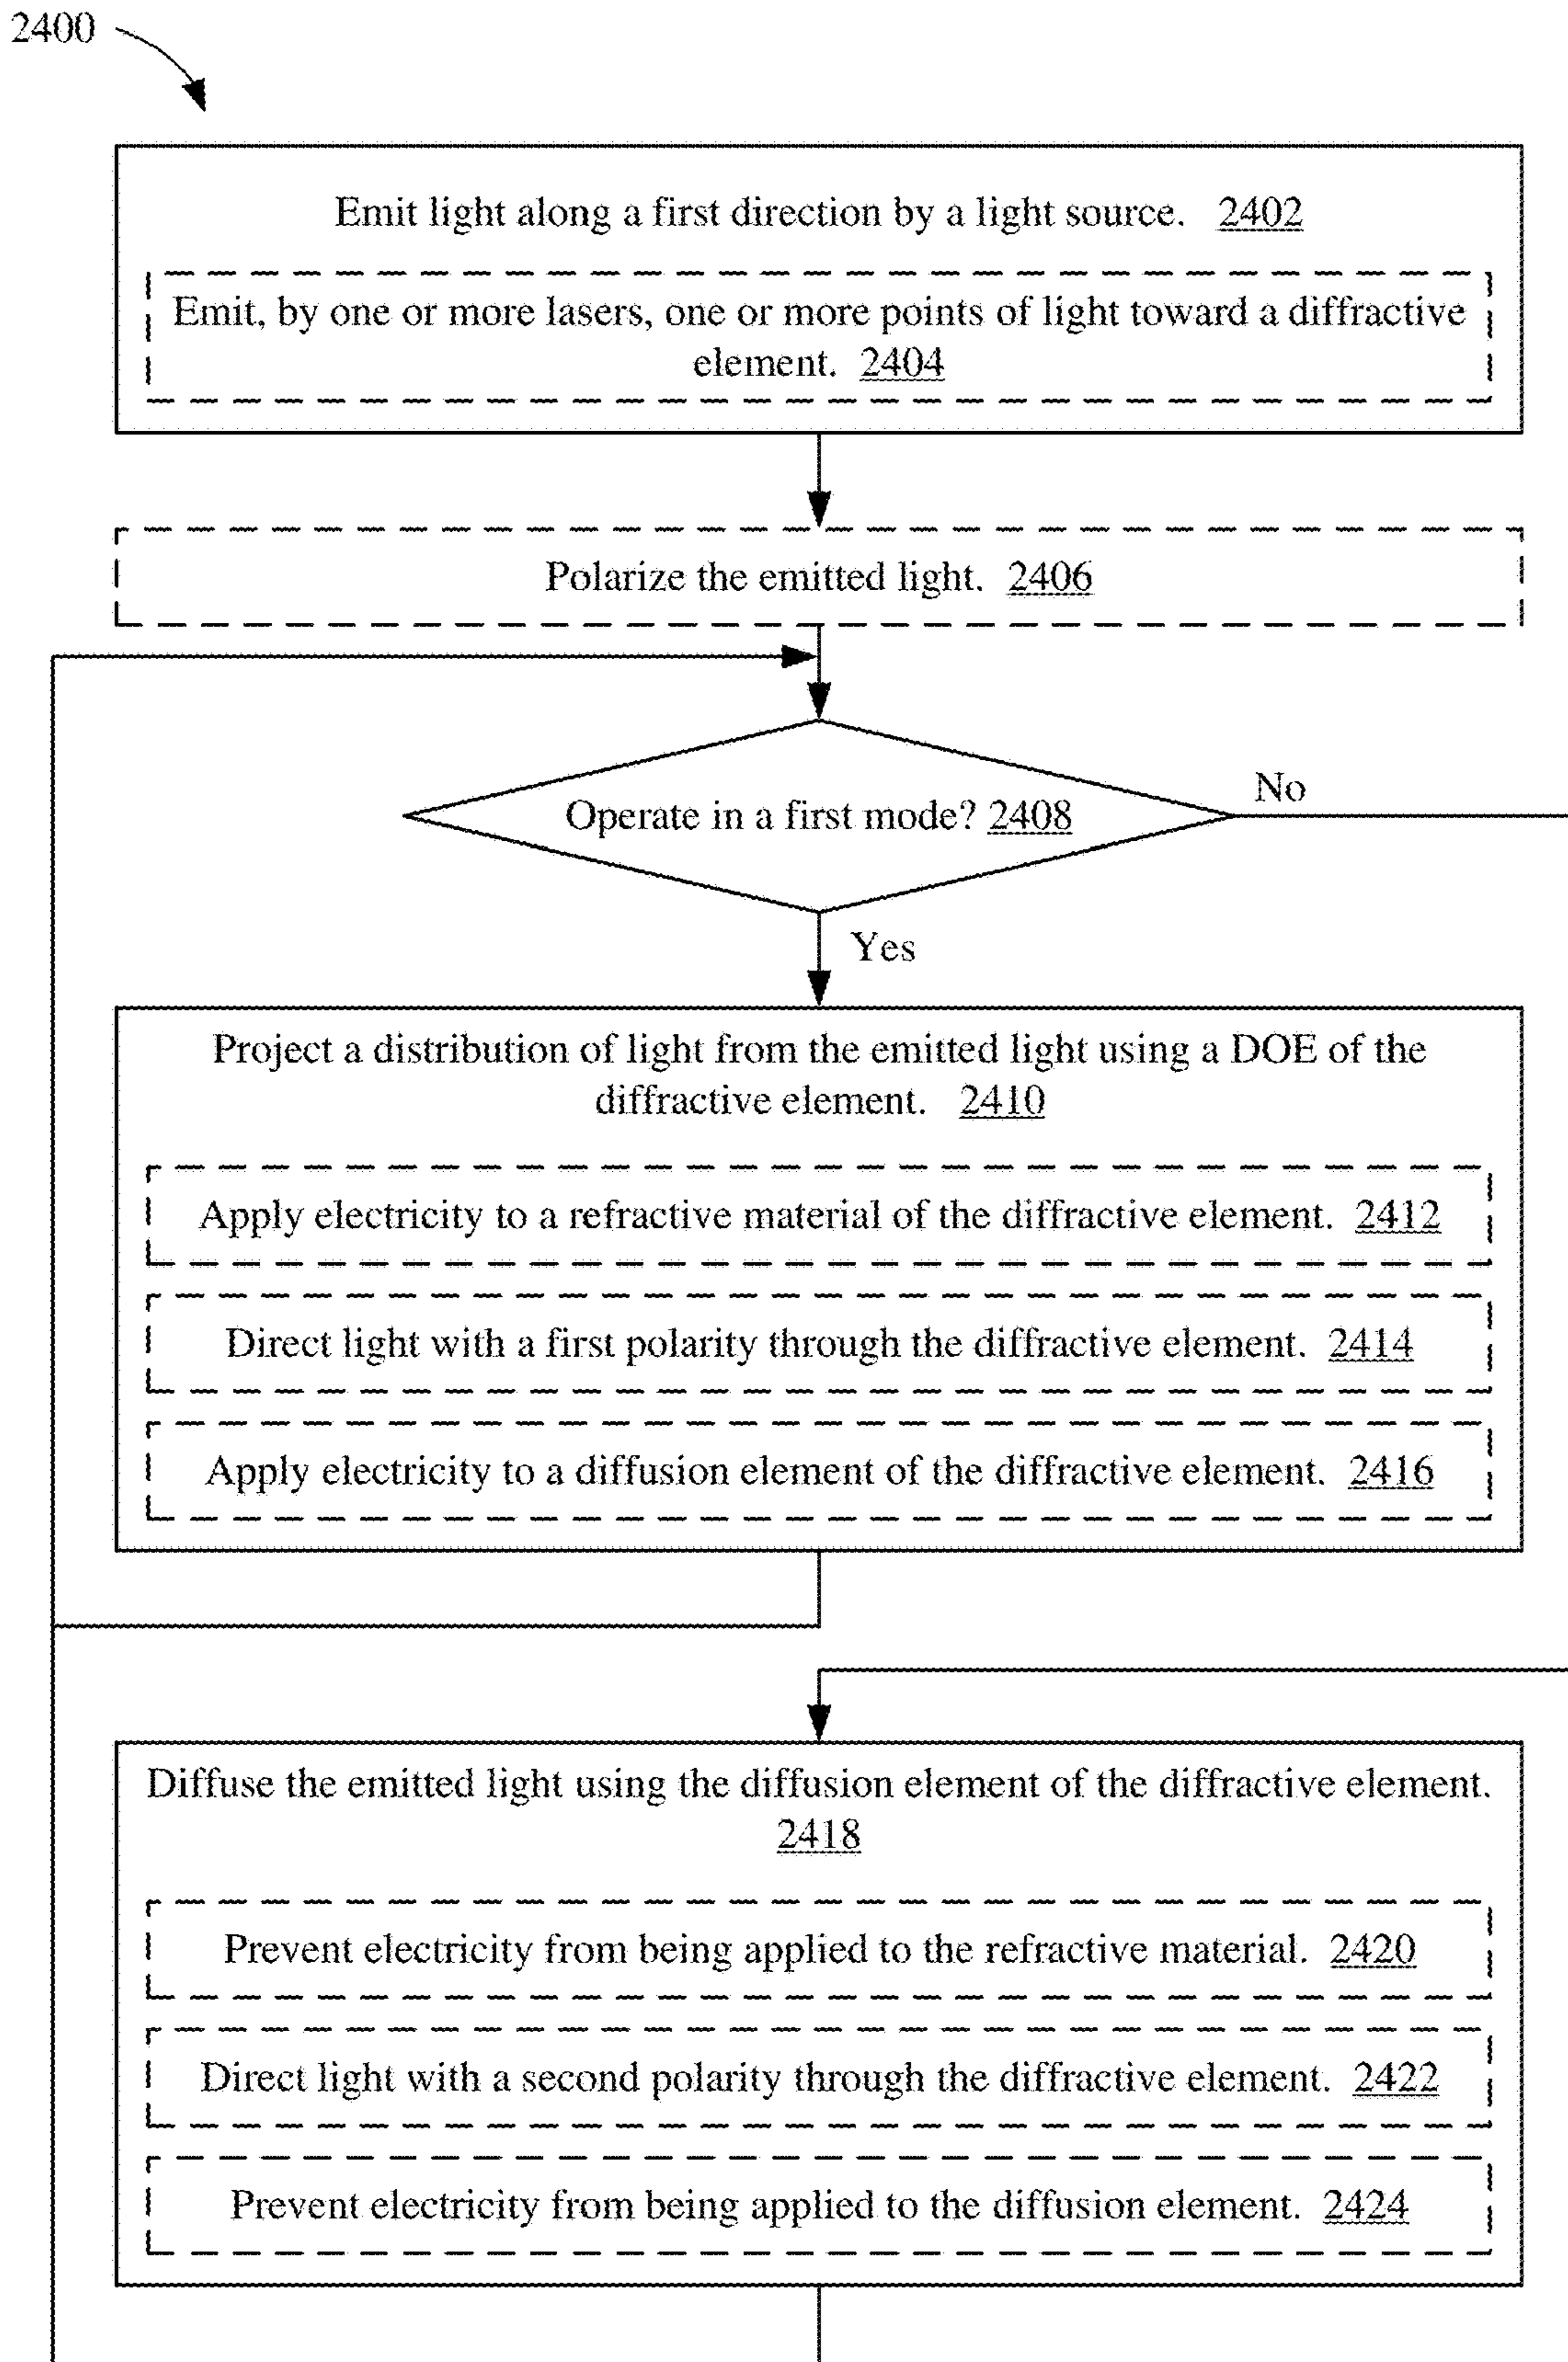 2400
Emit light along a first direction by a light source. 2402
Emit, by one or more lasers, one or more points of light toward a diffractive
element. 2404
Polarize the emitted light. 2406
Operate in a first mode? 2408
No
Yes
Project a distribution of light from the emitted light using a DOE of the
diffractive element. 2410
Apply electricity to a refractive material of the diffractive element. 2412
Direct light with a first polarity through the diffractive element. 2414
Apply electricity to a diffusion element of the diffractive element. 2416
Diffuse the emitted light using the diffusion element of the diffractive element.
2418
Prevent electricity from being applied to the refractive material. 2420
Direct light with a second polarity through the diffractive element. 2422
Prevent electricity from being applied to the diffusion element. 2424